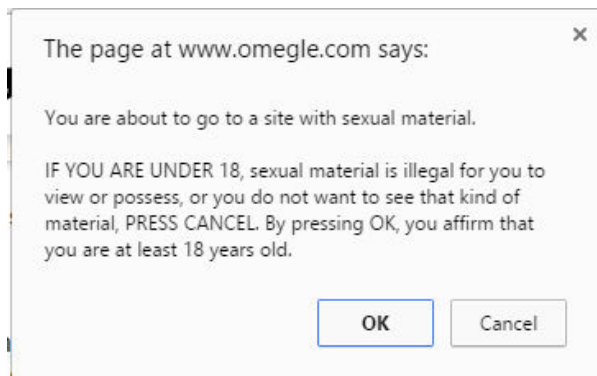 The page at www.omegle.com says:
You are about to go to a site with sexual material.
IF YOU ARE UNDER 18, sexual material is illegal for you to
view or possess, or you do not want to see that kind of
material, PRESS CANCEL. By pressing OK, you affirm that
you are at least 18 years old.
OK Cancel